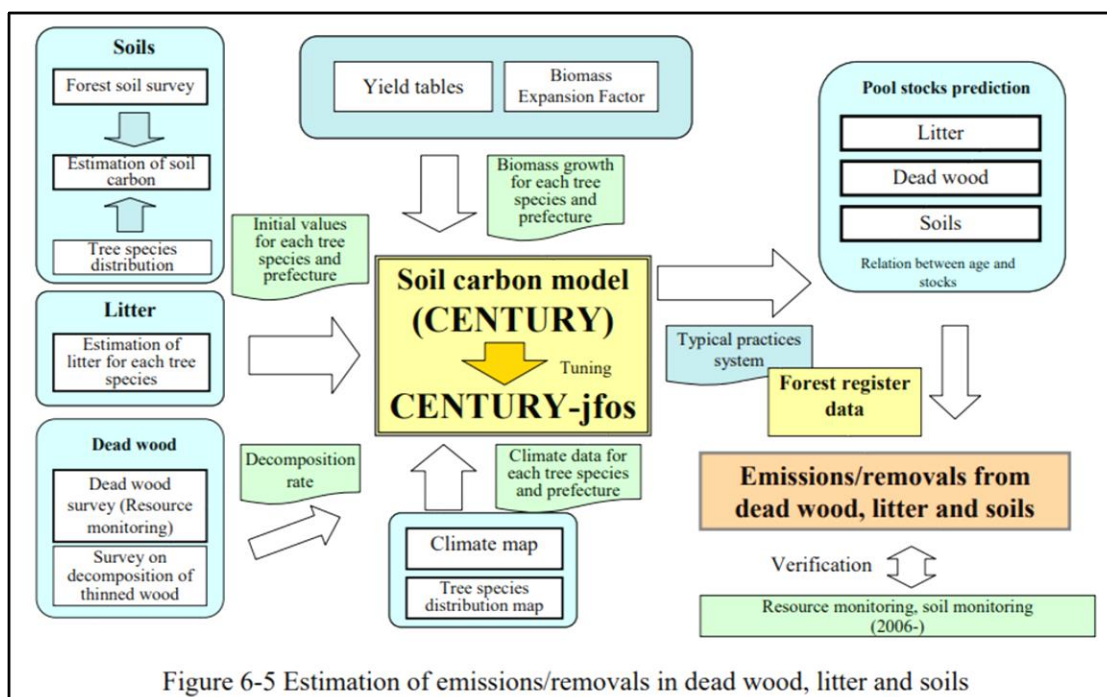 Soils
Forest soil survey
Estimation of soil
carbon
Tree species
distribution
Litter
Estimation of
litter for each tree
species
Dead wood
Dead wood
survey (Resource
monitoring)
Survey on
decomposition of
thinned wood
Yield tables
Biomass
Expansion Factor
Biomass growth
for each tree
species and
prefecture
Initial values
for each tree
species and
prefecture
Soil carbon model
(CENTURY)
Tuning
CENTURY-jfos
Decomposition
rate
Climate data for
each tree species
and prefecture
Climate map
Tree species
distribution map
Pool stocks prediction
Litter
Dead wood
Soils
Relation between age and
stocks
Typical practices
system
Forest register
data
Emissions/removals from
dead wood, litter and soils
Verification
Resource monitoring, soil monitoring
(2006-)
Figure 6-5 Estimation of emissions/removals in dead wood, litter and soils